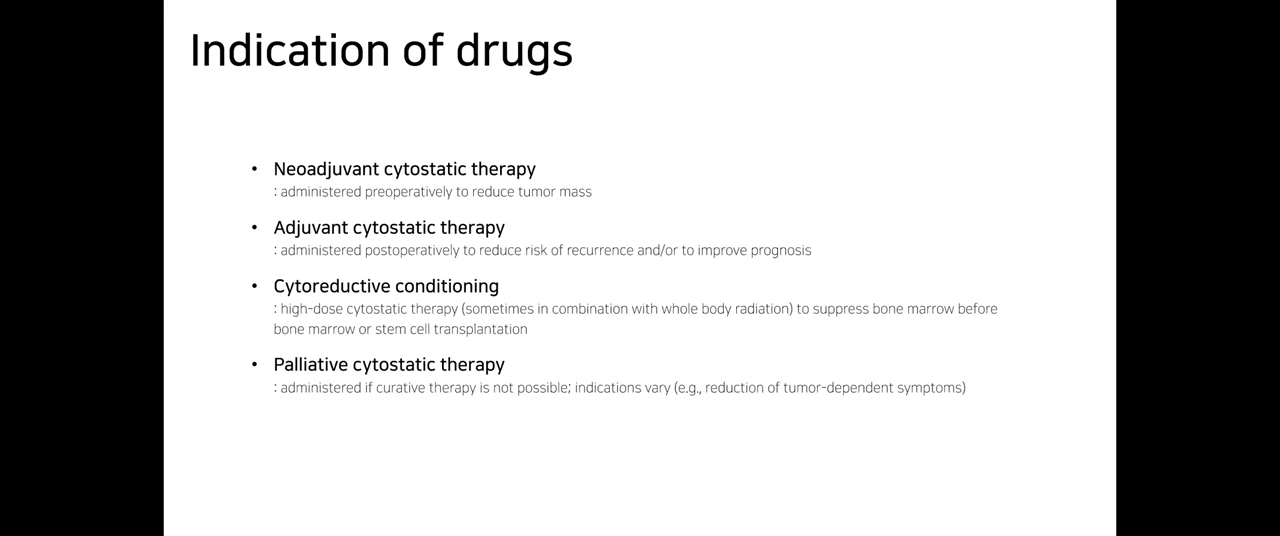 Indication of drugs
• Neoadjuvant cytostatic therapy
: administered preoperatively to reduce tumor mass
• Adjuvant cytostatic therapy
: administered postoperatively to reduce risk of recurrence and/or to improve prognosis
• Cytoreductive conditioning
: high-dose cytostatic therapy (sometimes in combination with whole body radiation) to suppress bone marrow before
bone marrow or stem cell transplantation
• Palliative cytostatic therapy
: administered if curative therapy is not possible; indications vary (e.g., reduction of tumor-dependent symptoms)